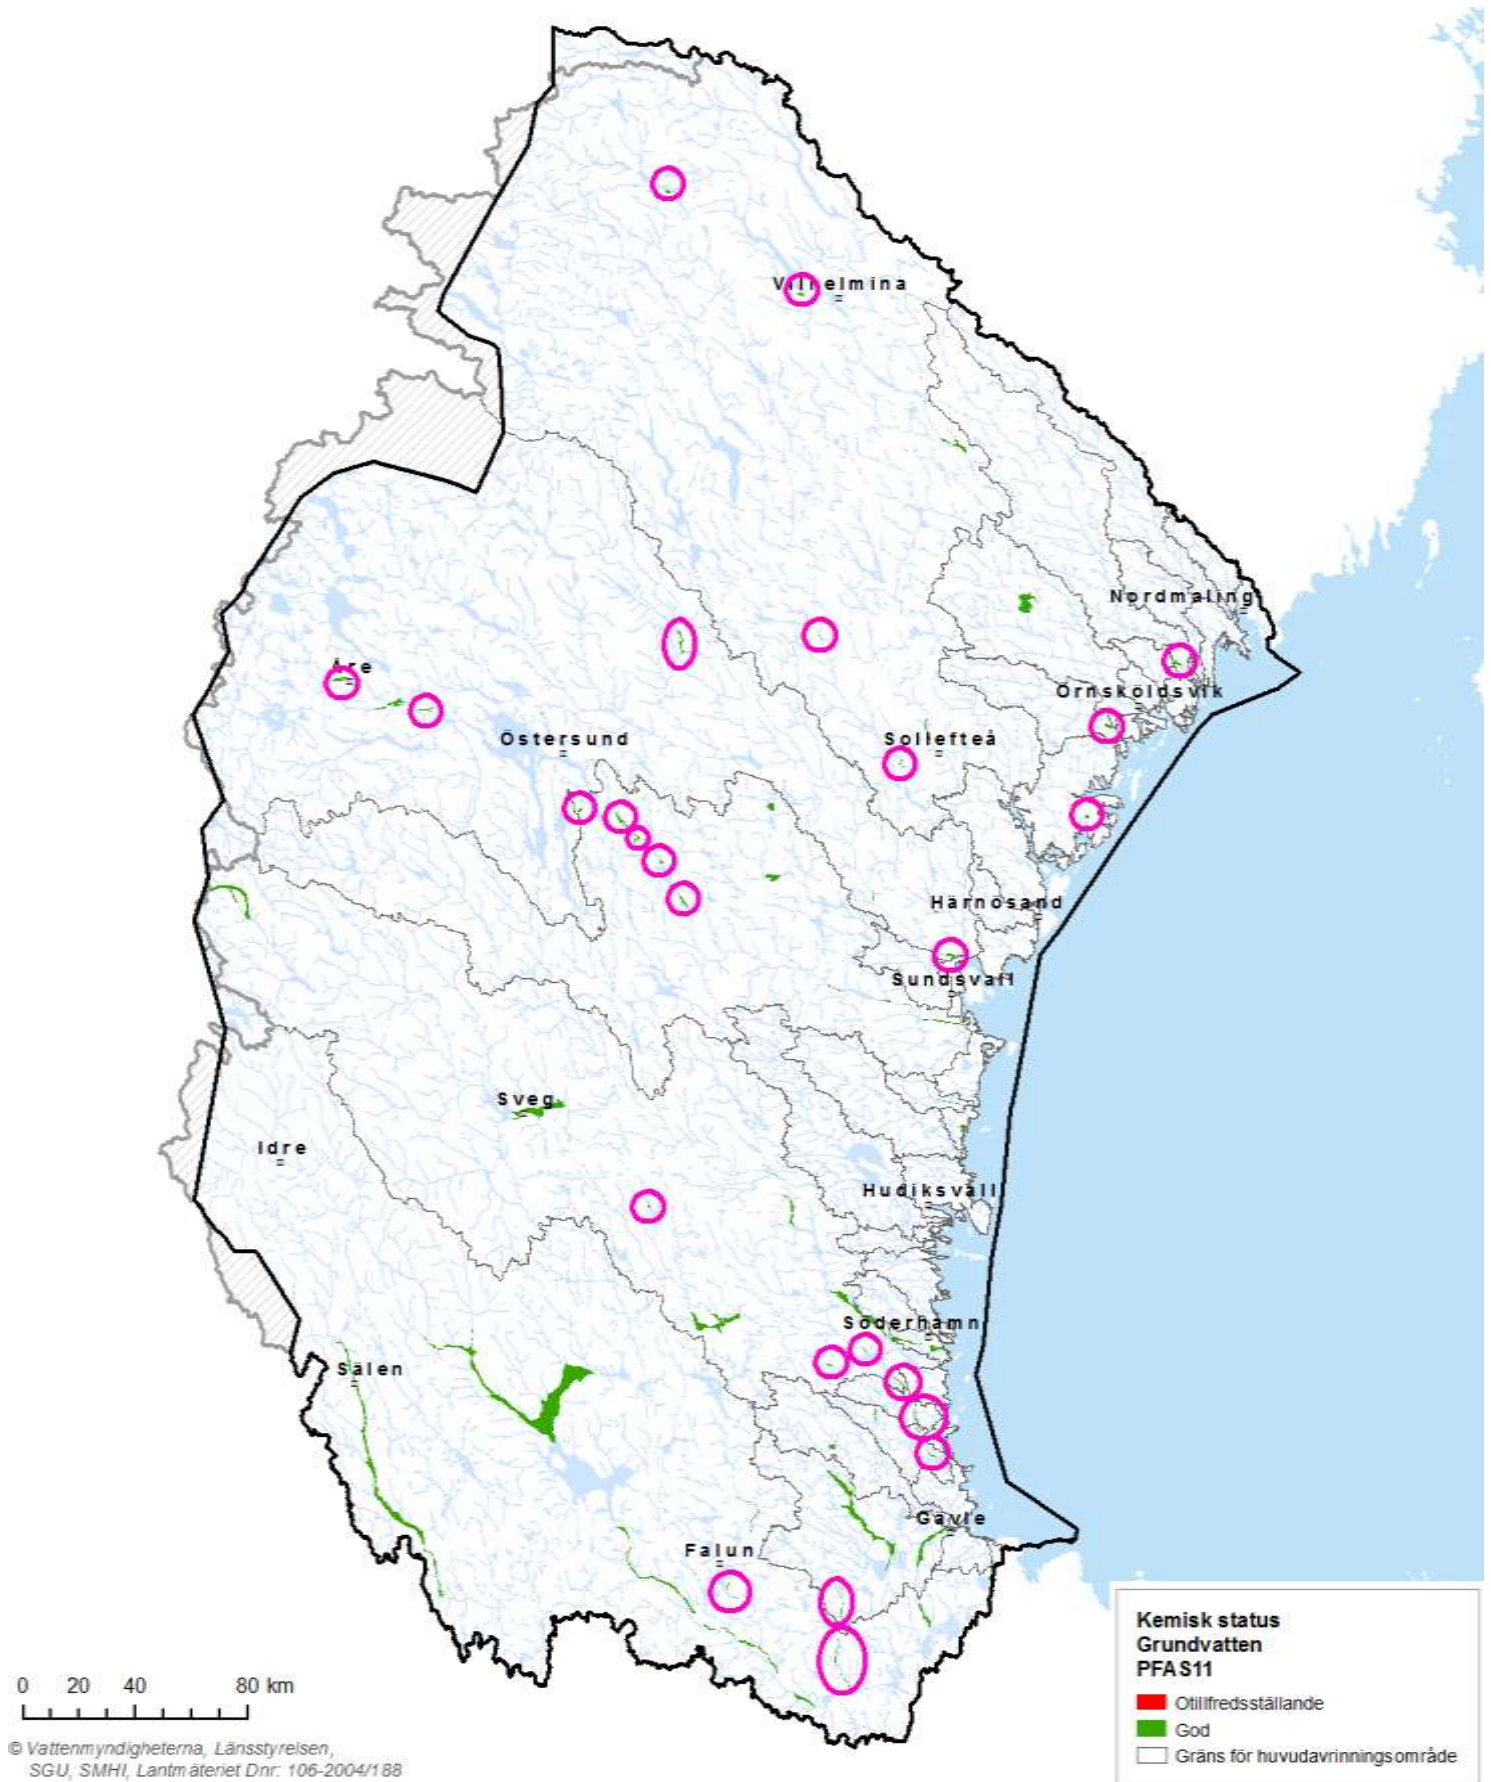 Vilhelmina
Nordmaling
Åre
Örnsköldsvik
Östersund
Sollefteå
Härnösand
Sundsvall
Sveg
Idre
Hudiksvall
Söderhamn
Sälen
Gävle
Falun
Kemisk status
Grundvatten
PFAS11
Otillfredsställande
God
Gräns för huvudavrinningsområde
0 20 40 80 km
© Vattenmyndigheterna, Länsstyrelsen,
SGU, SMHI, Lantmäteriet Dnr: 106-2004/188